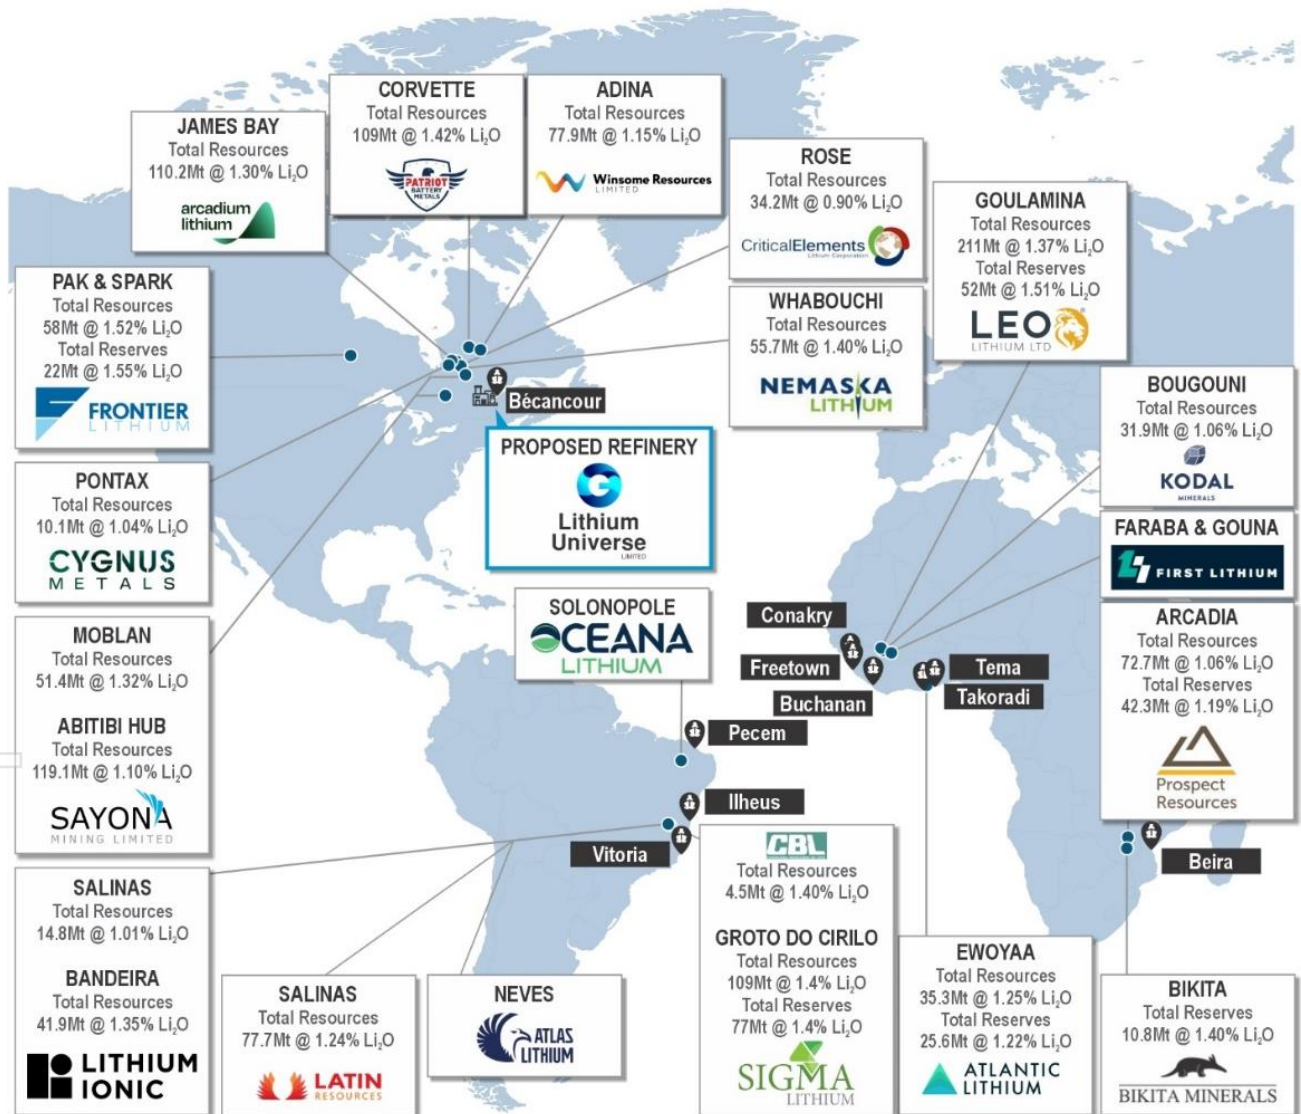 CORVETTE
Total Resources
109Mt @ 1.42% Li₂O
PATRIOT
BATTERY
METALS
ADINA
Total Resources
77.9Mt @ 1.15% Li₂O
Winsome Resources
LIMITED
JAMES BAY
Total Resources
110.2Mt @ 1.30% Li₂O
arcadium
lithium
ROSE
Total Resources
34.2Mt @ 0.90% Li₂O
CriticalElements
Lithium Corporation
GOULAMINA
Total Resources
211Mt @ 1.37% Li₂O
Total Reserves
52Mt @ 1.51% Li₂O
LEO
LITHIUM LTD
PAK & SPARK
Total Resources
58Mt @ 1.52% Li₂O
Total Reserves
22Mt @ 1.55% Li₂O
FRONTIER
LITHIUM
WHABOUCHI
Total Resources
55.7Mt @ 1.40% Li₂O
NEMASKA
LITHIUM
BOUGOUNI
Total Resources
31.9Mt @ 1.06% Li₂O
KODAL
MINERALS
Bécancour
PROPOSED REFINERY
Lithium
Universe
LIMITED
PONTAX
Total Resources
10.1Mt @ 1.04% Li₂O
CYGNUS
METALS
FARABA & GOUNA
FIRST LITHIUM
SOLONOPOLE
OCEANA
LITHIUM
MOBLAN
Total Resources
51.4Mt @ 1.32% Li₂O
ABITIBI HUB
Total Resources
119.1Mt @ 1.10% Li₂O
SAYONA
MINING LIMITED
Conakry
Freetown
Buchanan
Tema
Takoradi
ARCADIA
Total Resources
72.7Mt @ 1.06% Li₂O
Total Reserves
42.3Mt @ 1.19% Li₂O
Prospect
Resources
Pecem
Ilheus
Vitoria
Beira
SALINAS
Total Resources
14.8Mt @ 1.01% Li₂O
BANDEIRA
Total Resources
41.9Mt @ 1.35% Li₂O
LITHIUM
IONIC
SALINAS
Total Resources
77.7Mt @ 1.24% Li₂O
LATIN
RESOURCES
NEVES
ATLAS
LITHIUM
CBL
Total Resources
4.5Mt @ 1.40% Li₂O
GROTO DO CIRILO
Total Resources
109Mt @ 1.4% Li₂O
Total Reserves
77Mt @ 1.4% Li₂O
SIGMA
LITHIUM
EWOYAA
Total Resources
35.3Mt @ 1.25% Li₂O
Total Reserves
25.6Mt @ 1.22% Li₂O
ATLANTIC
LITHIUM
BIKITA
Total Reserves
10.8Mt @ 1.40% Li₂O
BIKITA MINERALS